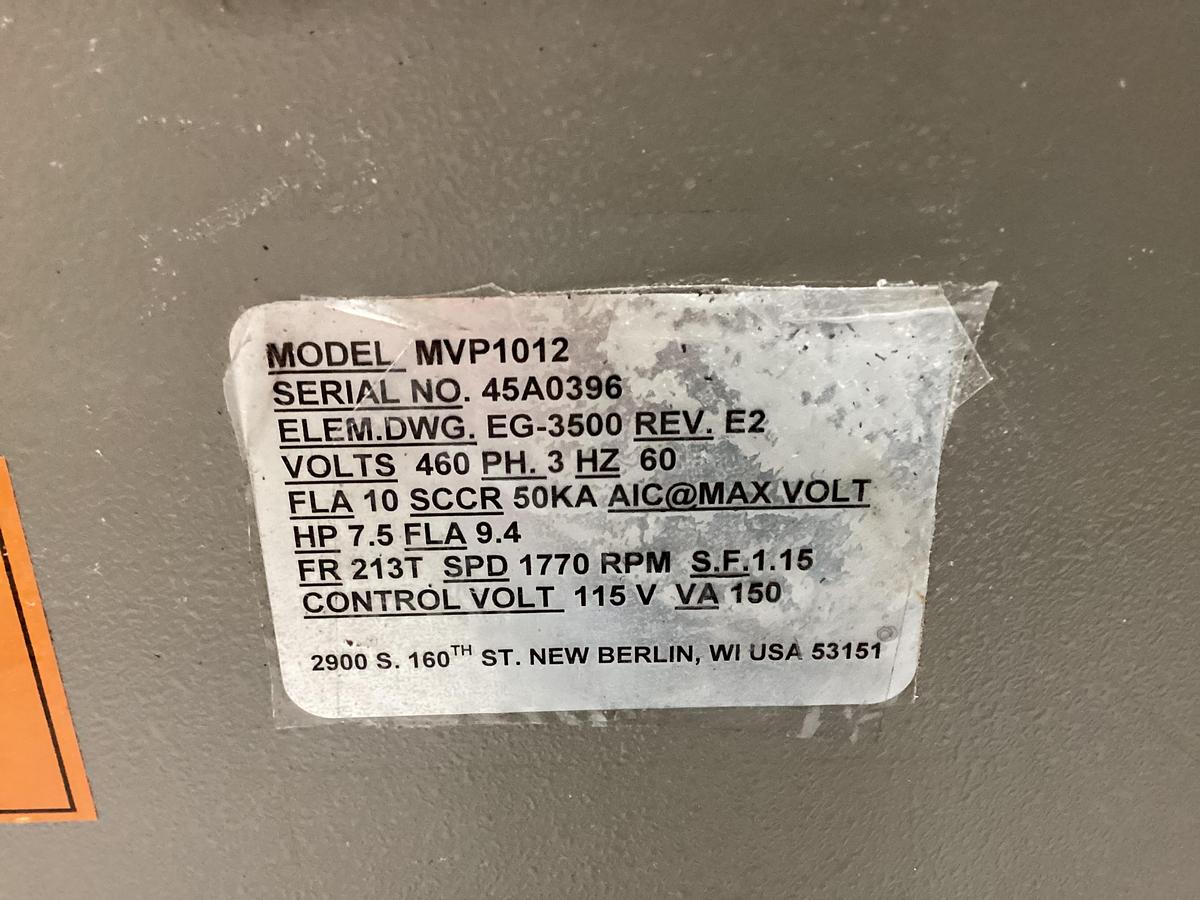 MODEL MVP1012
SERIAL NO. 45A0396
ELEM.DWG. EG-3500 REV. E2
VOLTS 460 PH. 3 HZ 60
FLA 10 SCCR 50KA AIC@MAX VOLT
HP 7.5 FLA 9.4
FR 213T SPD 1770 RPM S.F.1.15
CONTROL VOLT 115 V VA 150
2900 S. 160TH ST. NEW BERLIN, WI USA 53151